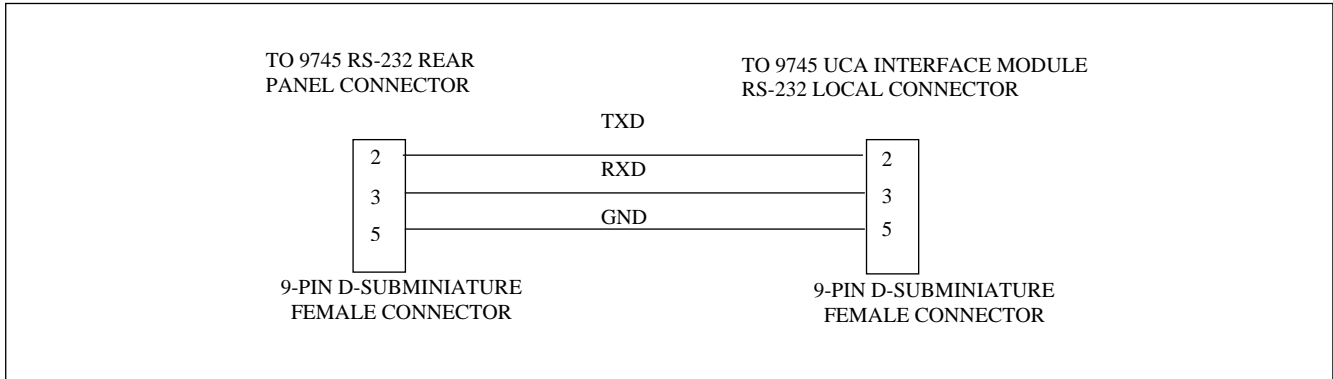 TO 9745 RS-232 REAR
PANEL CONNECTOR
TO 9745 UCA INTERFACE MODULE
RS-232 LOCAL CONNECTOR
TXD
2
2
RXD
3
3
GND
5
5
9-PIN D-SUBMINIATURE
FEMALE CONNECTOR
9-PIN D-SUBMINIATURE
FEMALE CONNECTOR